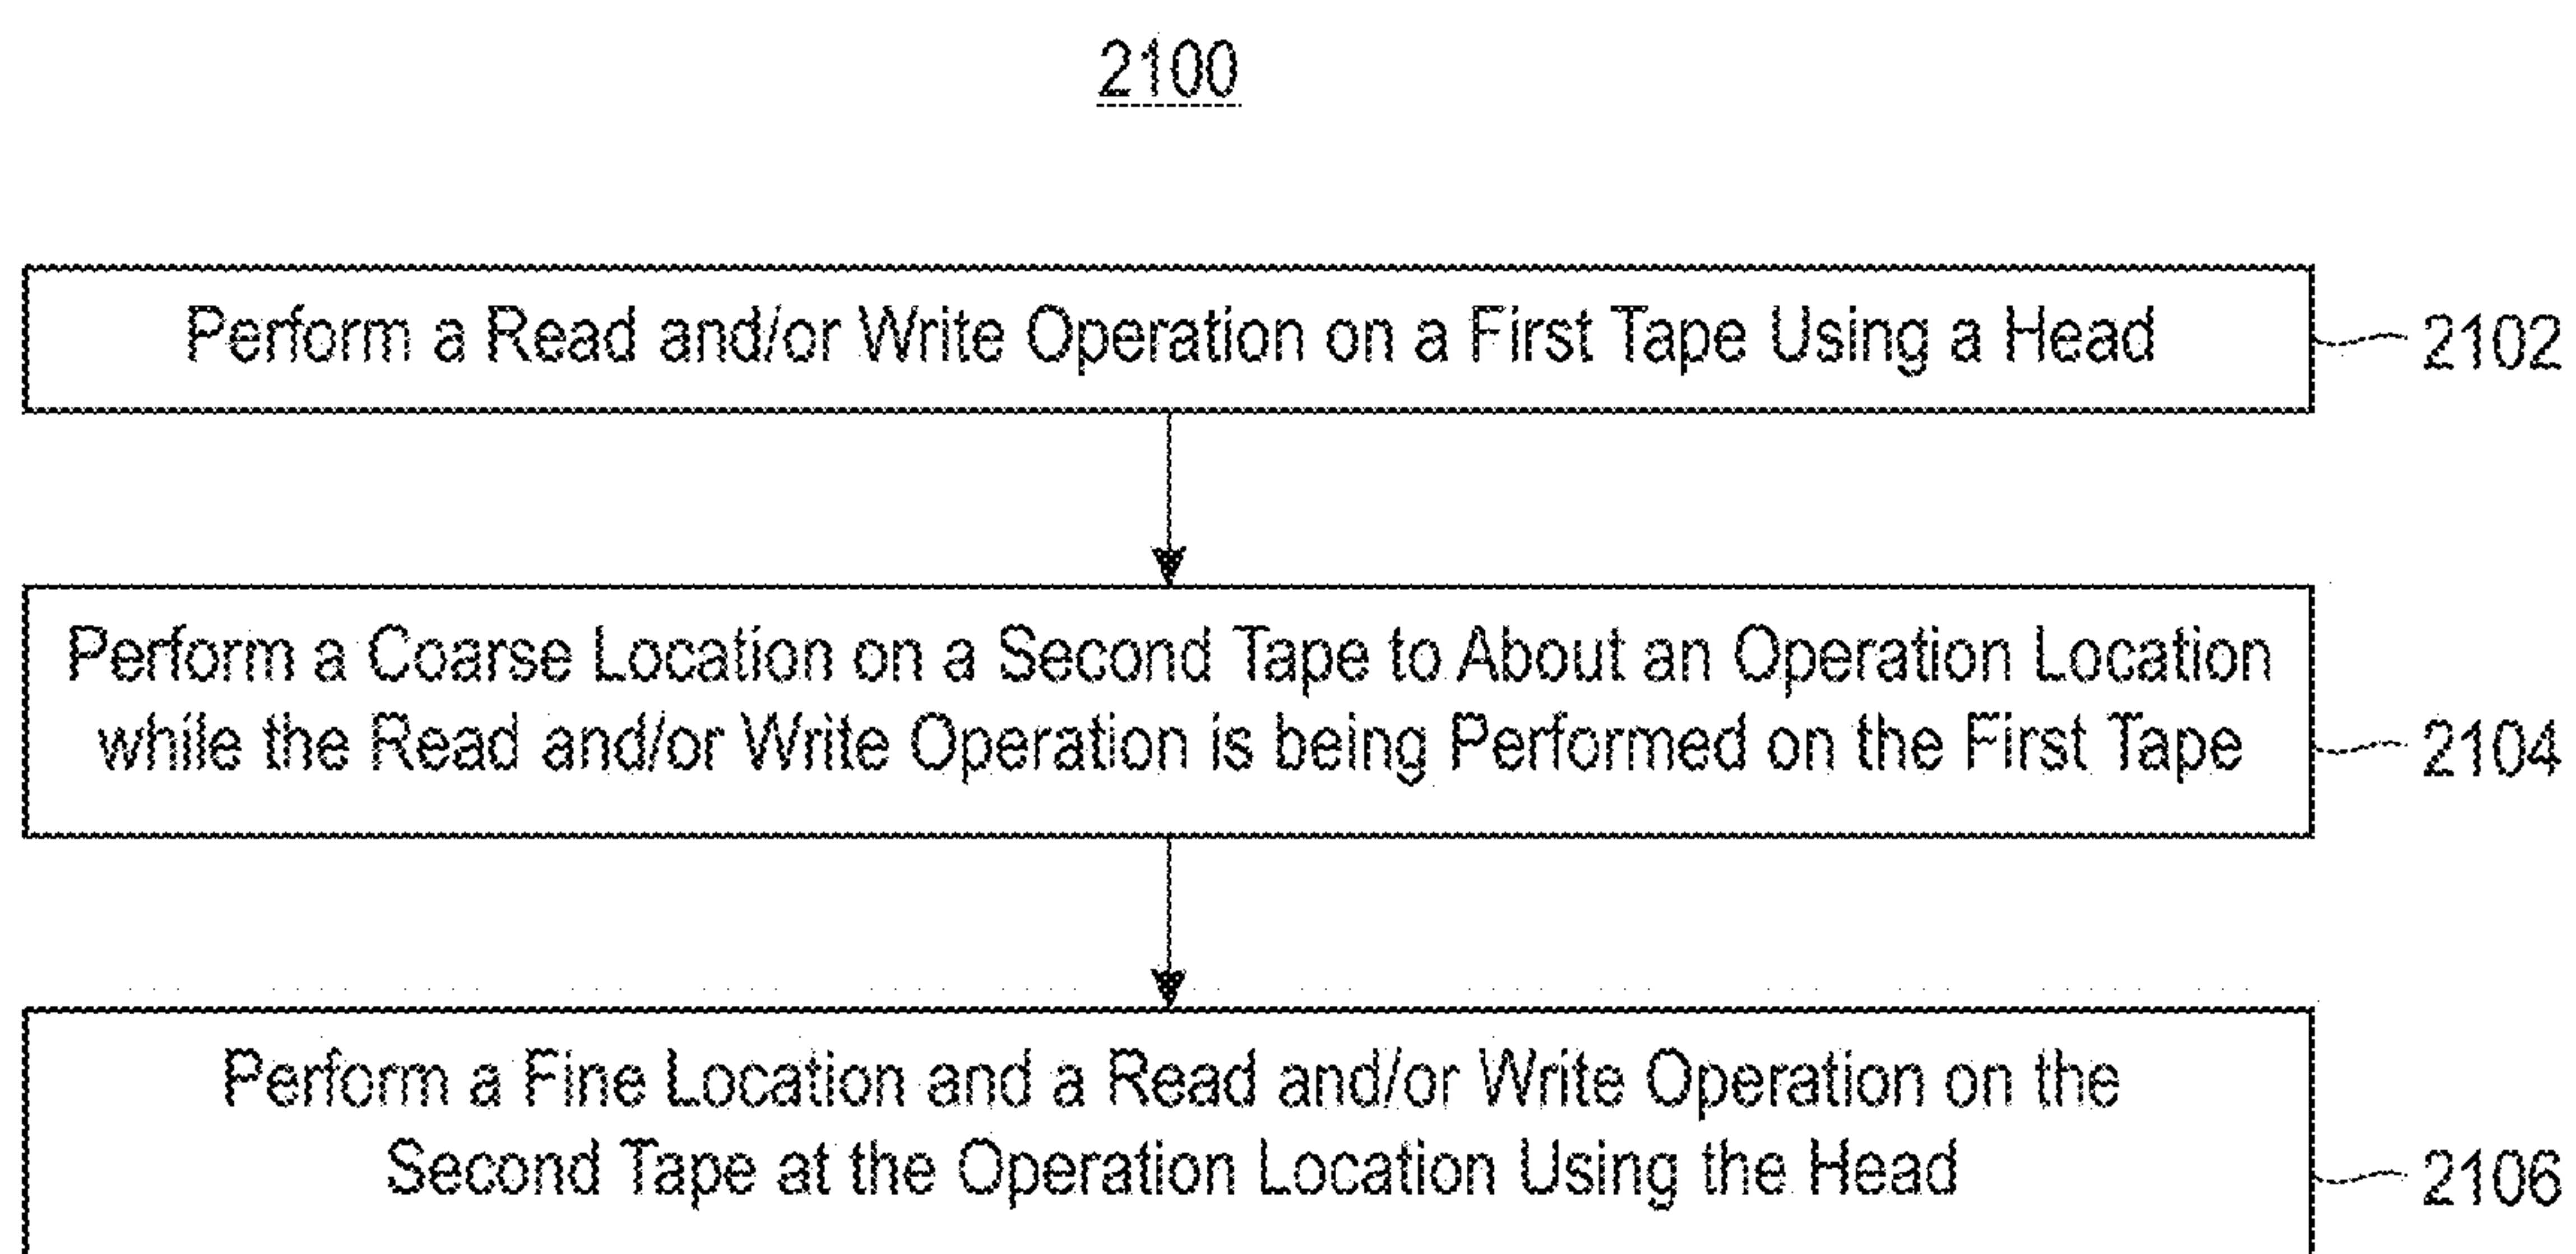 2100
Perform a Read and/or Write Operation on a First Tape Using a Head
2102
Perform a Coarse Location on a Second Tape to About an Operation Location
while the Read and/or Write Operation is being Performed on the First Tape
2104
Perform a Fine Location and a Read and/or Write Operation on the
Second Tape at the Operation Location Using the Head
2106